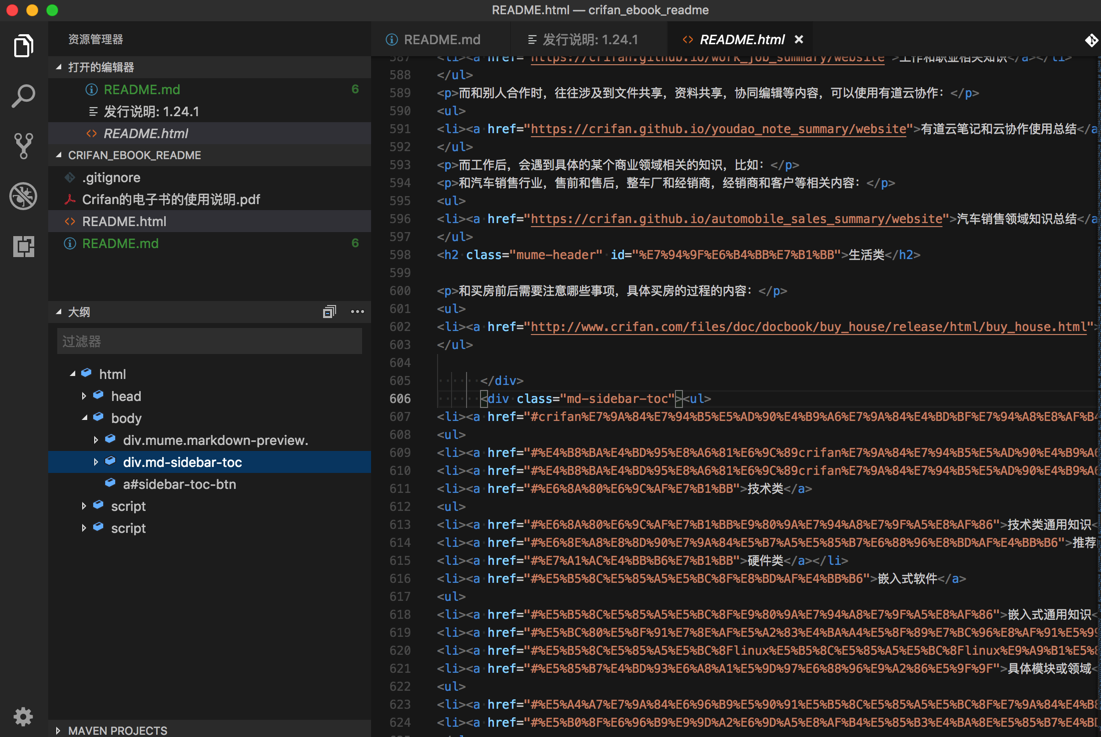 README.html — crifan_ebook_readme
资源管理器
打开的编辑器
README.md 6
发行说明: 1.24.1
README.html
CRIFAN_EBOOK_README
.gitignore
Crifan的电子书的使用说明.pdf
README.html
README.md 6
大纲
过滤器
html
head
body
div.mume.markdown-preview.
div.md-sidebar-toc
a#sidebar-toc-btn
script
script
MAVEN PROJECTS
README.md
发行说明: 1.24.1
README.html
587 <li><a href="https://crifan.github.io/work_job_summary/website">工作和职业相关知识</a></li>
588 </ul>
589 <p>而和别人合作时，往往涉及到文件共享，资料共享，协同编辑等内容，可以使用有道云协作：</p>
590 <ul>
591 <li><a href="https://crifan.github.io/youdao_note_summary/website">有道云笔记和云协作使用总结</a
592 </ul>
593 <p>而工作后，会遇到具体的某个商业领域相关的知识，比如：</p>
594 <p>和汽车销售行业，售前和售后，整车厂和经销商，经销商和客户等相关内容：</p>
595 <ul>
596 <li><a href="https://crifan.github.io/automobile_sales_summary/website">汽车销售领域知识总结</a
597 </ul>
598 <h2 class="mume-header" id="%E7%94%9F%E6%B4%BB%E7%B1%BB">生活类</h2>
599
600 <p>和买房前后需要注意哪些事项，具体买房的过程的内容：</p>
601 <ul>
602 <li><a href="http://www.crifan.com/files/doc/docbook/buy_house/release/html/buy_house.html">
603 </ul>
604
605 </div>
606 <div class="md-sidebar-toc"><ul>
607 <li><a href="#crifan%E7%9A%84%E7%94%B5%E5%AD%90%E4%B9%A6%E7%9A%84%E4%BD%BF%E7%94%A8%E8%AF%B4
608 <ul>
609 <li><a href="#%E4%B8%BA%E4%BD%95%E8%A6%81%E6%9C%89crifan%E7%9A%84%E7%94%B5%E5%AD%90%E4%B9%A6
610 <li><a href="#%E4%B8%BA%E4%BD%95%E8%A6%81%E6%9C%89crifan%E7%9A%84%E7%94%B5%E5%AD%90%E4%B9%A6
611 <li><a href="#%E6%8A%80%E6%9C%AF%E7%B1%BB">技术类</a>
612 <ul>
613 <li><a href="#%E6%8A%80%E6%9C%AF%E7%B1%BB%E9%80%9A%E7%94%A8%E7%9F%A5%E8%AF%86">技术类通用知识<
614 <li><a href="#%E6%8E%A8%E8%8D%90%E7%9A%84%E5%B7%A5%E5%85%B7%E6%88%96%E8%BD%AF%E4%BB%B6">推荐
615 <li><a href="#%E7%A1%AC%E4%BB%B6%E7%B1%BB">硬件类</a></li>
616 <li><a href="#%E5%B5%8C%E5%85%A5%E5%BC%8F%E8%BD%AF%E4%BB%B6">嵌入式软件</a>
617 <ul>
618 <li><a href="#%E5%B5%8C%E5%85%A5%E5%BC%8F%E9%80%9A%E7%94%A8%E7%9F%A5%E8%AF%86">嵌入式通用知识<
619 <li><a href="#%E5%BC%80%E5%8F%91%E7%8E%AF%E5%A2%83%E4%BA%A4%E5%8F%89%E7%BC%96%E8%AF%91%E5%99
620 <li><a href="#%E5%B5%8C%E5%85%A5%E5%BC%8Flinux%E5%B5%8C%E5%85%A5%E5%BC%8Flinux%E9%A9%B1%E5%8
621 <li><a href="#%E5%85%B7%E4%BD%93%E6%A8%A1%E5%9D%97%E6%88%96%E9%A2%86%E5%9F%9F">具体模块或领域<
622 <ul>
623 <li><a href="#%E5%A4%A7%E7%9A%84%E6%96%B9%E5%90%91%E5%B5%8C%E5%85%A5%E5%BC%8F%E7%9A%84%E4%B8
624 <li><a href="#%E5%B0%8F%E6%96%B9%E9%9D%A2%E6%9D%A5%E8%AF%B4%E5%85%B3%E4%BA%8E%E5%85%B7%E4%BD